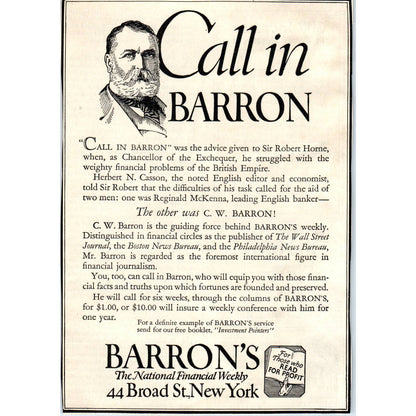 Call in
BARRON
"CALL IN BARRON" was the advice given to Sir Robert Horne,
when, as Chancellor of the Exchequer, he struggled with the
weighty financial problems of the British Empire.
Herbert N. Casson, the noted English editor and economist,
told Sir Robert that the difficulties of his task called for the aid of
two men: one was Reginald McKenna, leading English banker—
The other was C. W. BARRON!
C. W. Barron is the guiding force behind BARRON'S weekly.
Distinguished in financial circles as the publisher of The Wall Street
Journal, the Boston News Bureau, and the Philadelphia News Bureau,
Mr. Barron is regarded as the foremost international figure in
financial journalism.
You, too, can call in Barron, who will equip you with those finan-
cial facts and truths upon which fortunes are founded and preserved.
He will call for six weeks, through the columns of BARRON'S,
for $1.00, or $10.00 will insure a weekly conference with him for
one year.
For a definite example of BARRON'S service
send for our free booklet, "Investment Pointers"
BARRON'S
The National Financial Weekly
44 Broad St., New York
For
Those who
READ
FOR PROFIT